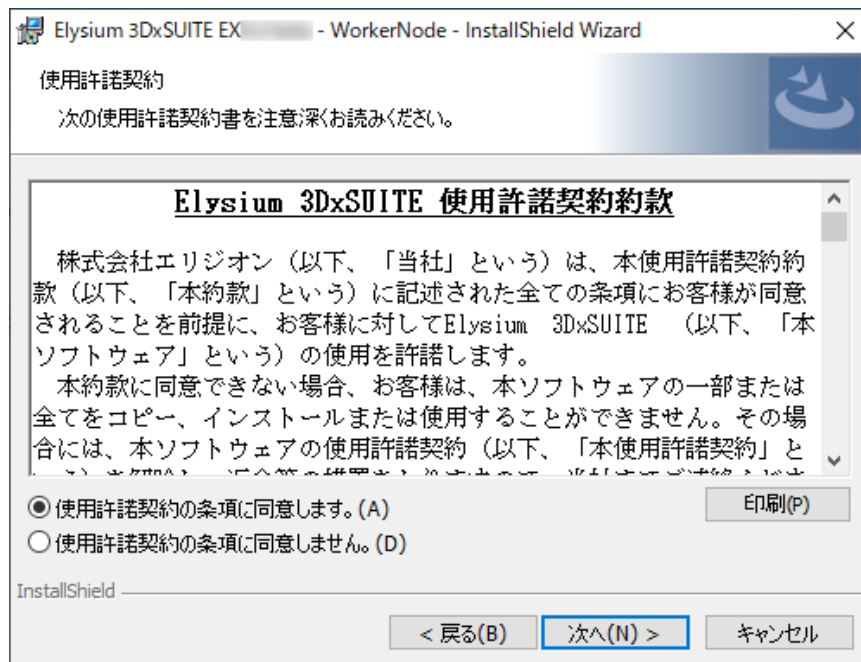 Elysium 3DxSUITE EX - WorkerNode - InstallShield Wizard
使用許諾契約
次の使用許諾契約書を注意深くお読みください。
Elysium 3DxSUITE 使用許諾契約約款
株式会社エリジオン（以下、「当社」という）は、本使用許諾契約約
款（以下、「本約款」という）に記述された全ての条項にお客様が同意
されることを前提に、お客様に対してElysium 3DxSUITE （以下、「本
ソフトウェア」という）の使用を許諾します。
本約款に同意できない場合、お客様は、本ソフトウェアの一部または
全てをコピー、インストールまたは使用することができません。その場
合には、本ソフトウェアの使用許諾契約（以下、「本使用許諾契約」と
使用許諾契約の条項に同意します。(A)
印刷(P)
使用許諾契約の条項に同意しません。(D)
InstallShield
< 戻る(B)
次へ(N) >
キャンセル